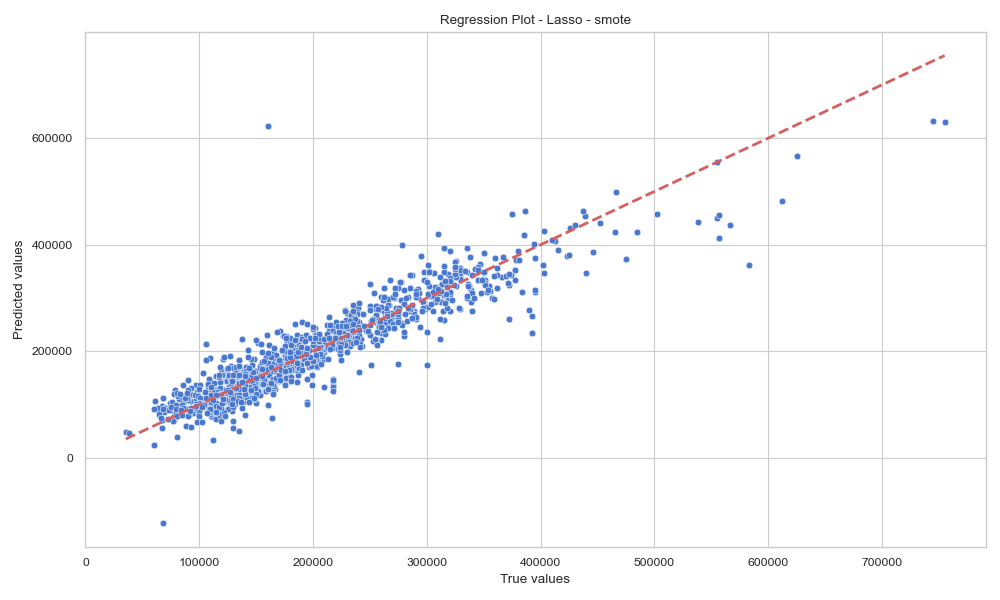 Regression Plot - Lasso - smote
Predicted values
600000
400000
200000
0
0 100000 200000 300000 400000 500000 600000 700000
True values